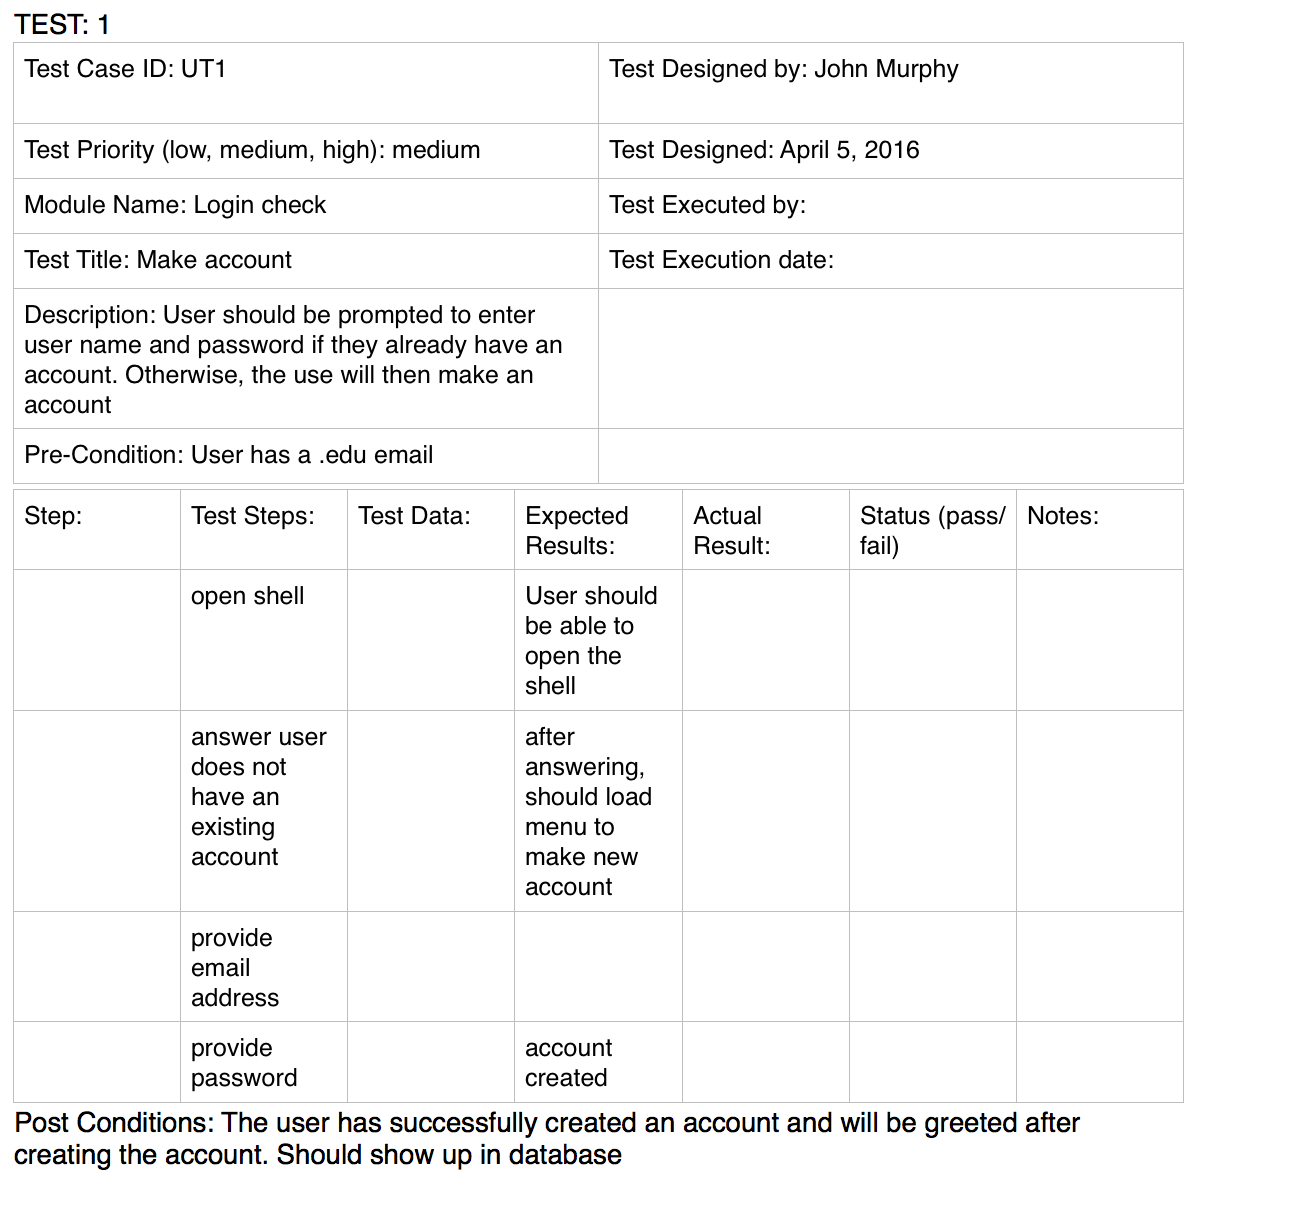 TEST: 1
Test Case ID: UT1
Test Designed by: John Murphy
Test Priority (low, medium, high): medium
Test Designed: April 5, 2016
Module Name: Login check
Test Executed by:
Test Title: Make account
Test Execution date:
Description: User should be prompted to enter
user name and password if they already have an
account. Otherwise, the use will then make an
account
Pre-Condition: User has a .edu email
Step:
Test Steps:
Test Data:
Expected
Results:
Actual
Result:
Status (pass/
fail)
Notes:
open shell
User should
be able to
open the
shell
answer user
does not
have an
existing
account
after
answering,
should load
menu to
make new
account
provide
email
address
provide
password
account
created
Post Conditions: The user has successfully created an account and will be greeted after
creating the account. Should show up in database